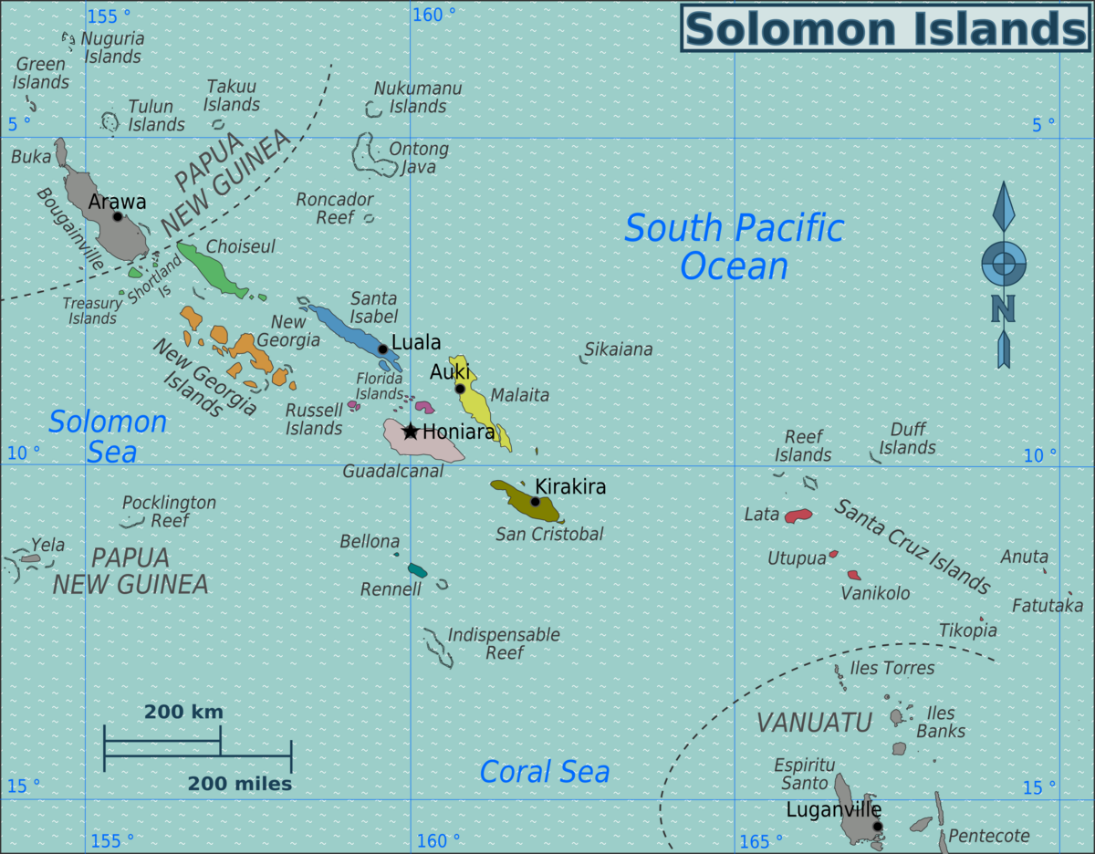 155 °
160 °
Solomon Islands
Nuguria
Islands
Green
Islands
Takuu
Islands
Nukumanu
Islands
Tulun
Islands
5 °
5 °
Buka
PAPUA
NEW GUINEA
Ontong
Java
Arawa
Bougainville
Roncador
Reef
South Pacific
Ocean
Choiseul
Shortland
Is
Treasury
Islands
N
Santa
Isabel
New
Georgia
Luala
Sikaiana
New Georgia
Islands
Auki
Florida
Islands
Malaita
Russell
Islands
Solomon
Sea
Honiara
Guadalcanal
Reef
Islands
Duff
Islands
10 °
10 °
Kirakira
San Cristobal
Pocklington
Reef
Lata
Santa Cruz Islands
Yela
PAPUA
NEW GUINEA
Bellona
Rennell
Utupua
Vanikolo
Anuta
Fatutaka
Tikopia
Indispensable
Reef
Iles Torres
200 km
200 miles
VANUATU
Iles
Banks
Coral Sea
Espiritu
Santo
15 °
15 °
Luganville
Pentecote
155 °
160 °
165 °